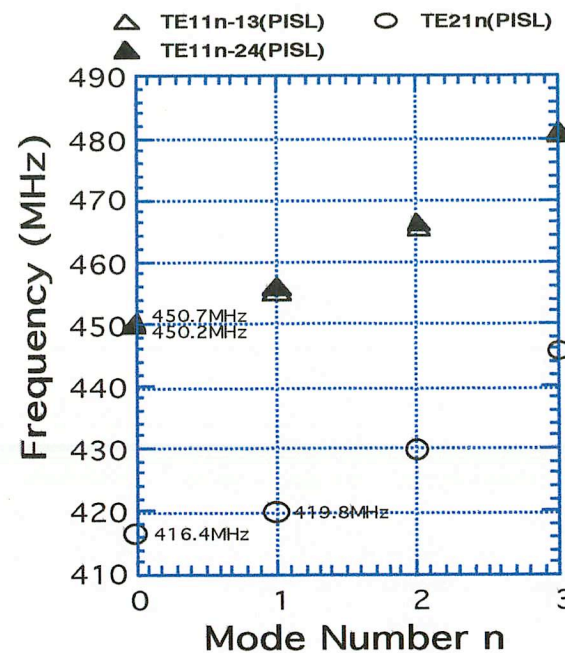 TE11n-13(PISL) TE21n(PISL)
TE11n-24(PISL)
490
480
470
460
450
440
430
420
410
Frequency (MHz)
450.7MHz
450.2MHz
419.8MHz
416.4MHz
0 1 2 3
Mode Number n